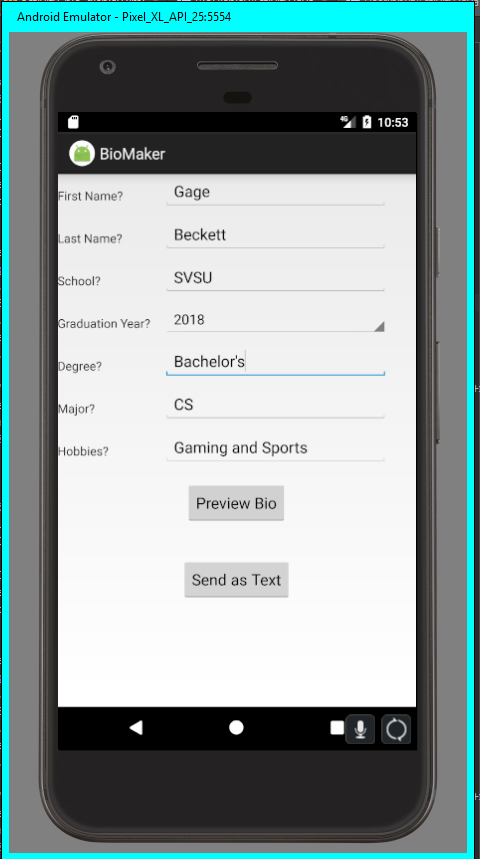 Android Emulator - Pixel_XL_API_25:5554
4G 10:53
BioMaker
First Name? Gage
Last Name? Beckett
School? SVSU
Graduation Year? 2018
Degree? Bachelor's
Major? CS
Hobbies? Gaming and Sports
Preview Bio
Send as Text